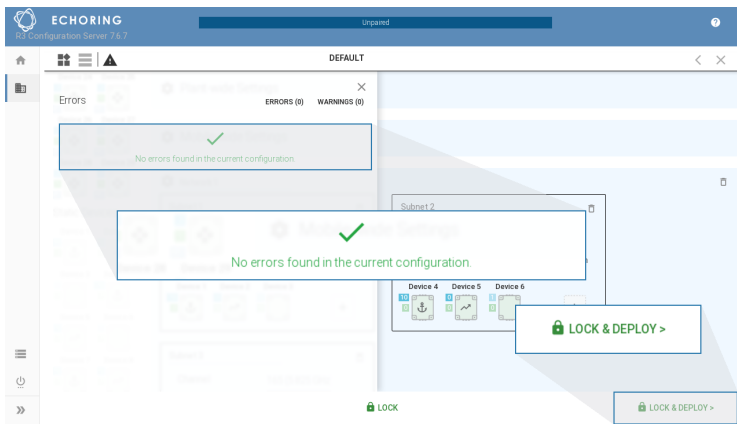 ECHORING
Unpaired
R3 Configuration Server 7.6.7
DEFAULT
Errors
ERRORS (0) WARNINGS (0)
No errors found in the current configuration.
Subnet 2
No errors found in the current configuration.
Device 4 Device 5 Device 6
10 0
LOCK & DEPLOY >
LOCK
LOCK & DEPLOY >